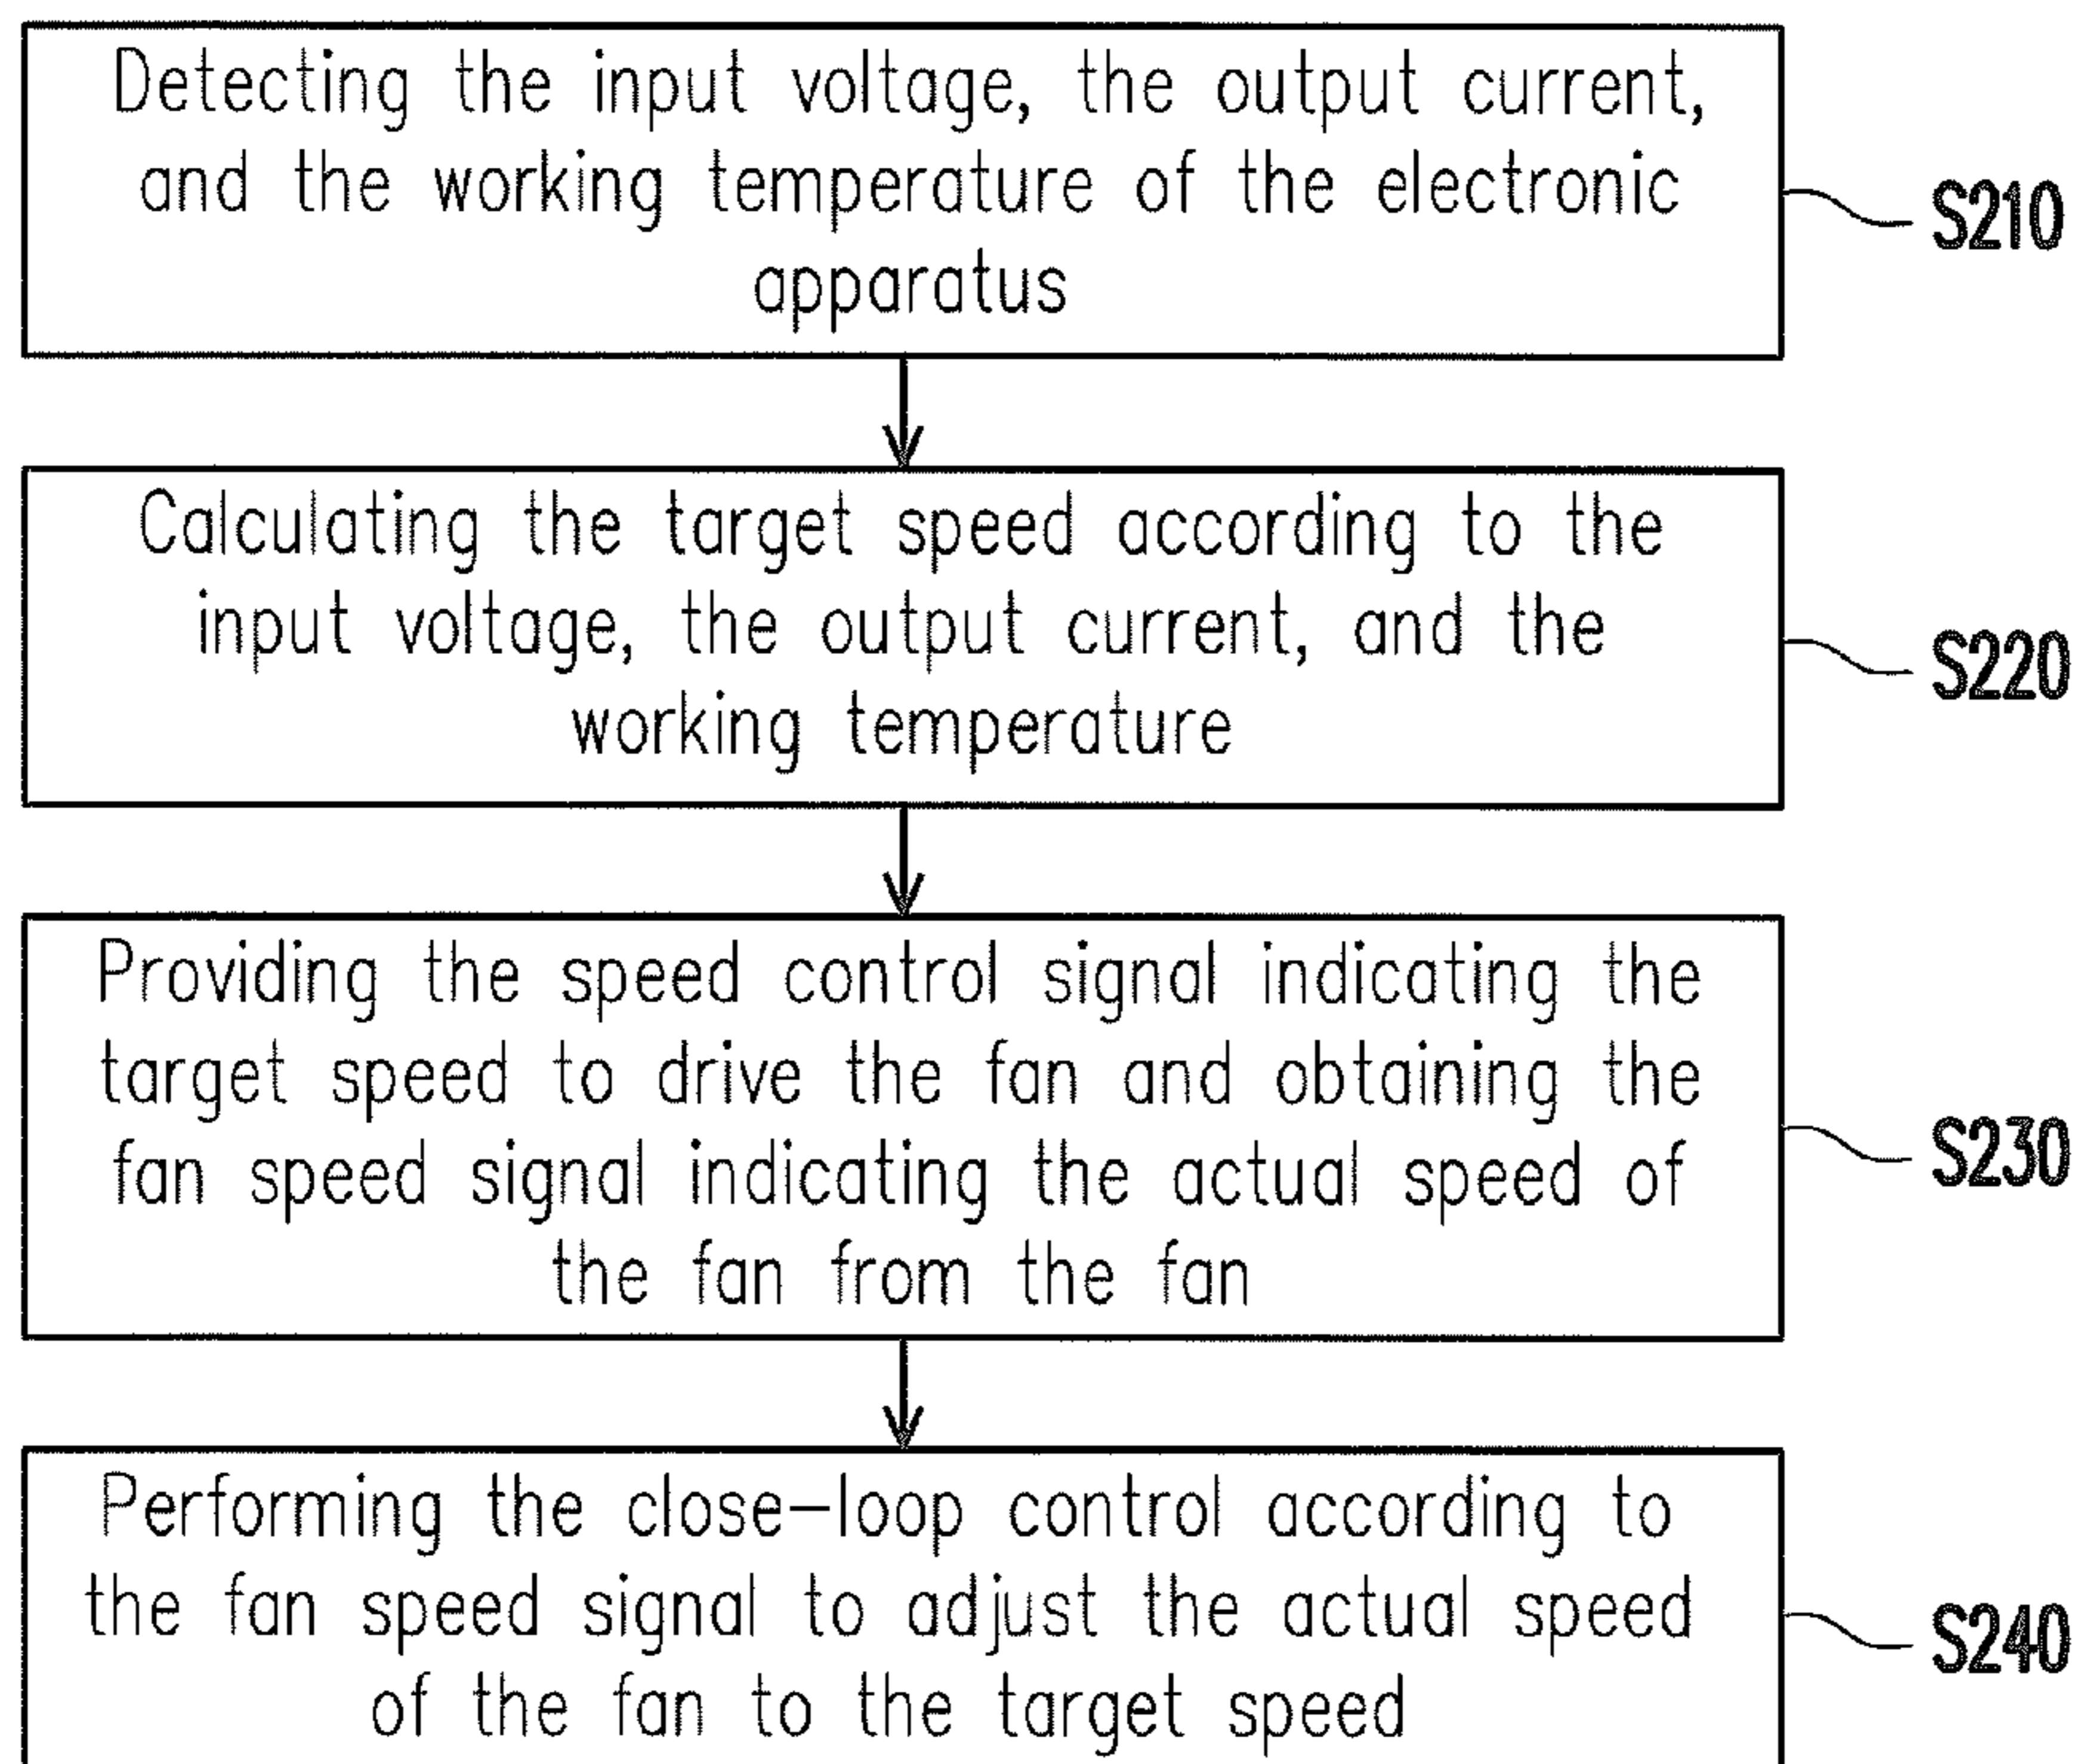 Detecting the input voltage, the output current,
and the working temperature of the electronic
apparatus
S210
Calculating the target speed according to the
input voltage, the output current, and the
working temperature
S220
Providing the speed control signal indicating the
target speed to drive the fan and obtaining the
fan speed signal indicating the actual speed of
the fan from the fan
S230
Performing the close-loop control according to
the fan speed signal to adjust the actual speed
of the fan to the target speed
S240